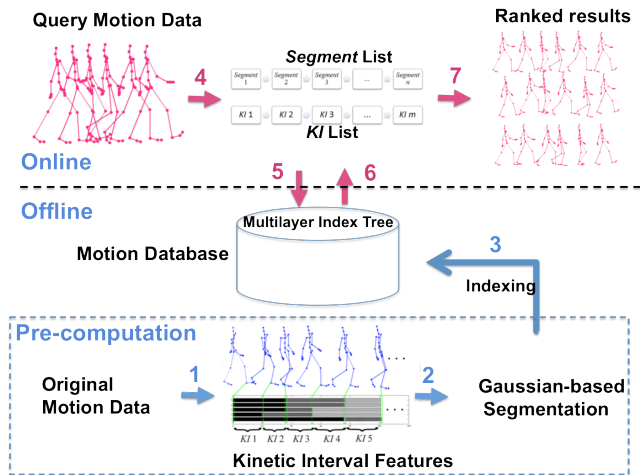 Query Motion Data
Ranked results
Segment List
4
7
Segment 1
Segment 2
Segment 3
...
Segment n
KI 1
KI 2
KI 3
...
KI m
KI List
Online
5
6
Offline
Multilayer Index Tree
Motion Database
3
Indexing
Pre-computation
1
2
Original
Motion Data
Gaussian-based
Segmentation
KI 1
KI 2
KI 3
KI 4
KI 5
Kinetic Interval Features